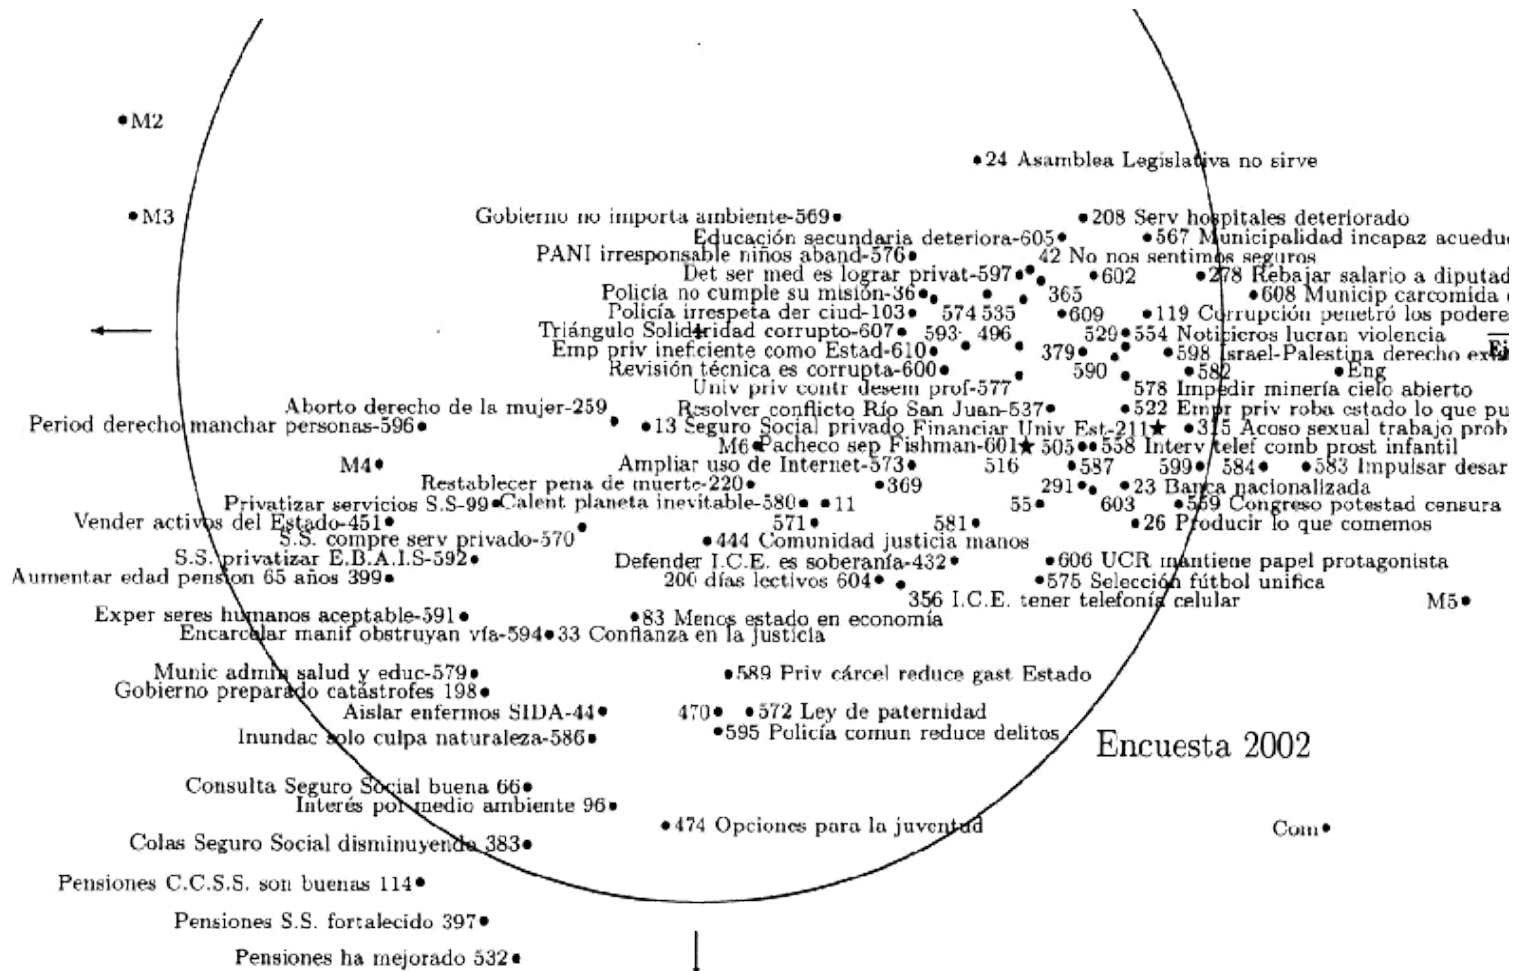 M2
24 Asamblea Legislativa no sirve
M3
Gobierno no importa ambiente-569
208 Serv hospitales deteriorado
Educación secundaria deteriora-605
567 Municipalidad incapaz acuedu
PANI irresponsable niños aband-576
42 No nos sentimos seguros
Det ser med es lograr privat-597
602
278 Rebajar salario a diputad
Policía no cumple su misión-36
365
608 Municip carcomida
Policía irrespeta der ciud-103
574 535
609
119 Corrupción penetró los podere
Triángulo Solidaridad corrupto-607
593 496
529
554 Noticieros lucran violencia
Emp priv ineficiente como Estad-610
379
598 Israel-Palestina derecho exis
Ej
Revisión técnica es corrupta-600
590
582
Eng
Univ priv contr desem prof-577
578 Impedir minería cielo abierto
Aborto derecho de la mujer-259
Resolver conflicto Río San Juan-537
522 Empr priv roba estado lo que pu
Period derecho manchar personas-596
13 Seguro Social privado
Financiar Univ Est-211
315 Acoso sexual trabajo prob
M6
Pacheco sep Fishman-601
505
558 Interv telef comb prost infantil
M4
Ampliar uso de Internet-573
516
587
599
584
583 Impulsar desar
Restablecer pena de muerte-220
369
291
23 Banca nacionalizada
Privatizar servicios S.S-99
Calent planeta inevitable-580
11
55
603
559 Congreso potestad censura
Vender activos del Estado-451
571
581
26 Producir lo que comemos
S.S. compre serv privado-570
444 Comunidad justicia manos
S.S. privatizar E.B.A.I.S-592
Defender I.C.E. es soberanía-432
606 UCR mantiene papel protagonista
Aumentar edad pension 65 años 399
200 días lectivos 604
575 Selección fútbol unifica
356 I.C.E. tener telefonía celular
M5
Exper seres humanos aceptable-591
83 Menos estado en economía
Encarcelar manif obstruyan vía-594
33 Confianza en la justicia
Munic admin salud y educ-579
589 Priv cárcel reduce gast Estado
Gobierno preparado catástrofes 198
Aislar enfermos SIDA-44
470
572 Ley de paternidad
Inundac solo culpa naturaleza-586
595 Policía comun reduce delitos
Encuesta 2002
Consulta Seguro Social buena 66
Interés por medio ambiente 96
474 Opciones para la juventud
Com
Colas Seguro Social disminuyendo 383
Pensiones C.C.S.S. son buenas 114
Pensiones S.S. fortalecido 397
Pensiones ha mejorado 532